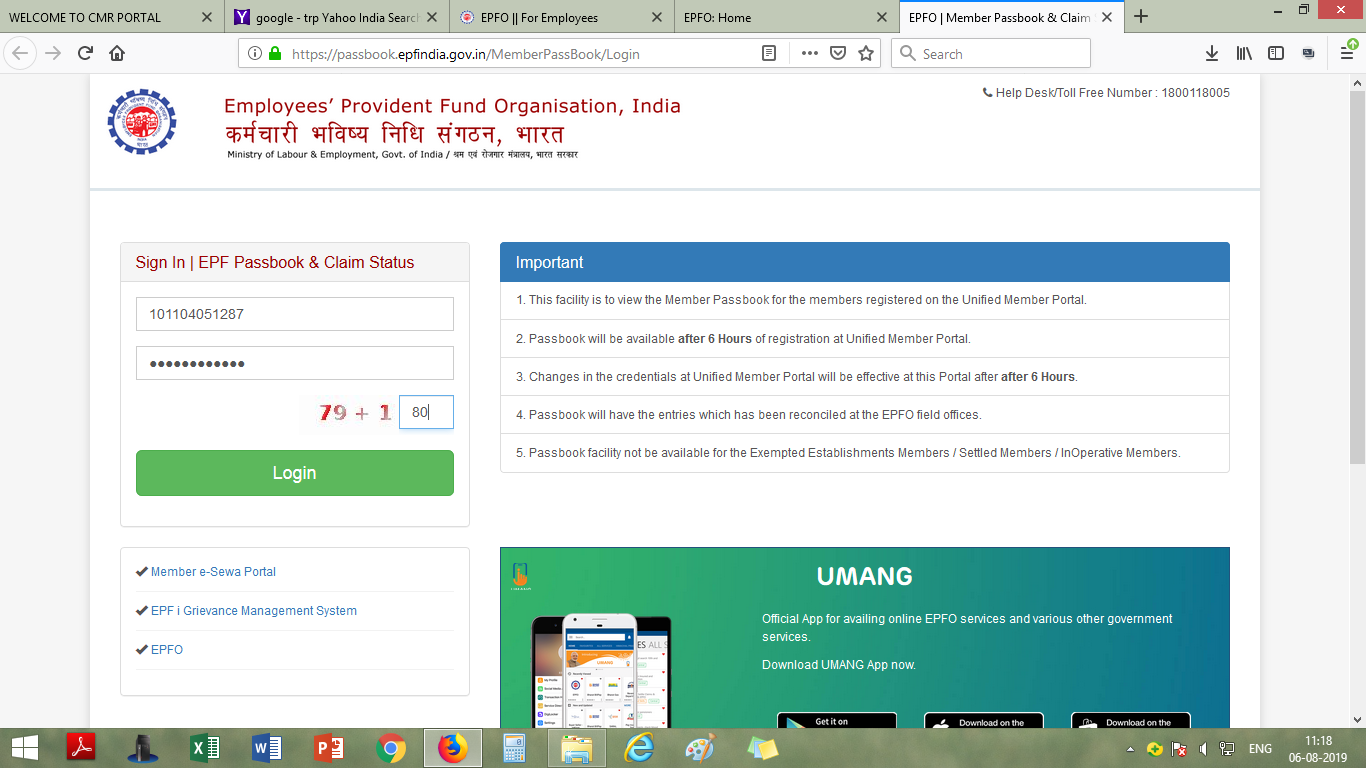 WELCOME TO CMR PORTAL
google - trp Yahoo India Search
EPFO || For Employees
EPFO: Home
EPFO | Member Passbook & Claim
https://passbook.epfindia.gov.in/MemberPassBook/Login
Search
Employees' Provident Fund Organisation, India
कर्मचारी भविष्य निधि संगठन, भारत
Ministry of Labour & Employment, Govt. of India / श्रम एवं रोजगार मंत्रालय, भारत सरकार
Help Desk/Toll Free Number : 1800118005
Sign In | EPF Passbook & Claim Status
101104051287
••••••••••••
79 + 1
80
Login
Member e-Sewa Portal
EPF i Grievance Management System
EPFO
Important
1. This facility is to view the Member Passbook for the members registered on the Unified Member Portal.
2. Passbook will be available after 6 Hours of registration at Unified Member Portal.
3. Changes in the credentials at Unified Member Portal will be effective at this Portal after after 6 Hours.
4. Passbook will have the entries which has been reconciled at the EPFO field offices.
5. Passbook facility not be available for the Exempted Establishments Members / Settled Members / InOperative Members.
UMANG
Official App for availing online EPFO services and various other government
services.
Download UMANG App now.
UMANG
Get it on
Download on the
Download on the
ENG
11:18
06-08-2019